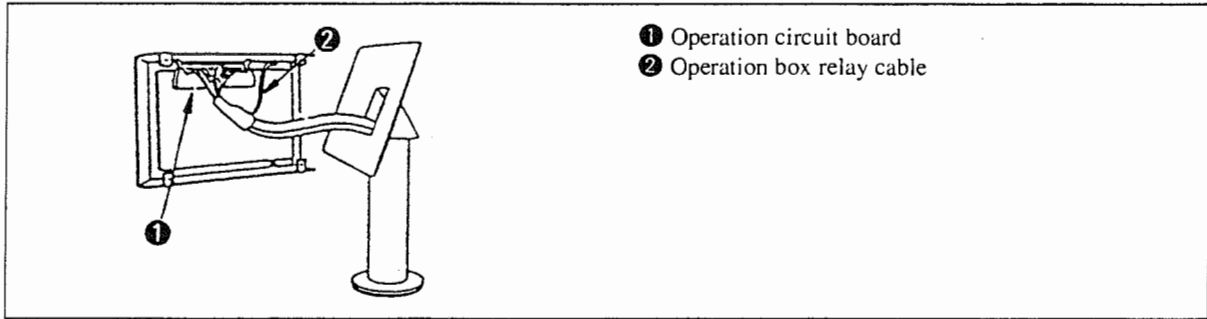 ❷
❶ Operation circuit board
❷ Operation box relay cable
❶